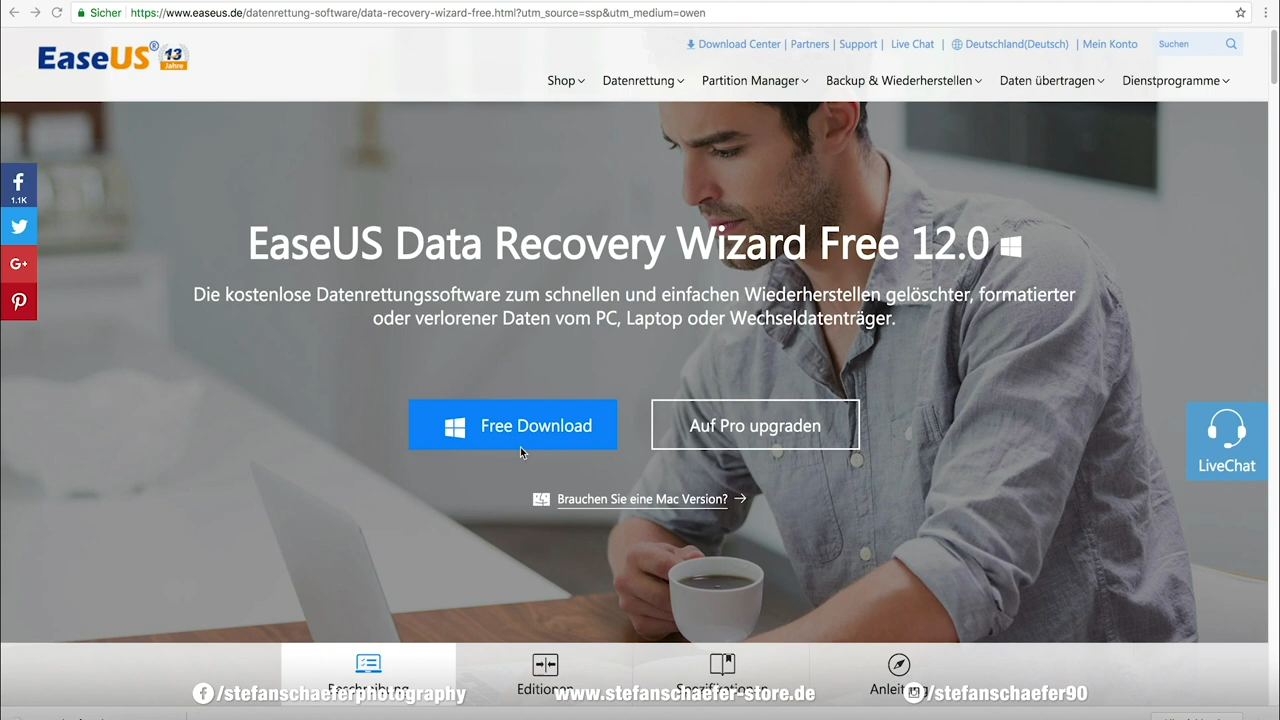 Sicher https://www.easeus.de/datenrettung-software/data-recovery-wizard-free.html?utm_source=ssp&utm_medium=owen
EaseUS® 13 Jahre
Download Center | Partners | Support | Live Chat | Deutschland(Deutsch) | Mein Konto Suchen
Shop Datenrettung Partition Manager Backup & Wiederherstellen Daten übertragen Dienstprogramme
f
1.1K
G+
EaseUS Data Recovery Wizard Free 12.0
Die kostenlose Datenrettungssoftware zum schnellen und einfachen Wiederherstellen gelöschter, formatierter
oder verlorener Daten vom PC, Laptop oder Wechseldatenträger.
Free Download Auf Pro upgraden
LiveChat
Brauchen Sie eine Mac Version?
Beschreibung Editionen Anleitung
/stefanschaeferphotography www.stefanschaefer-store.de /stefanschaefer90